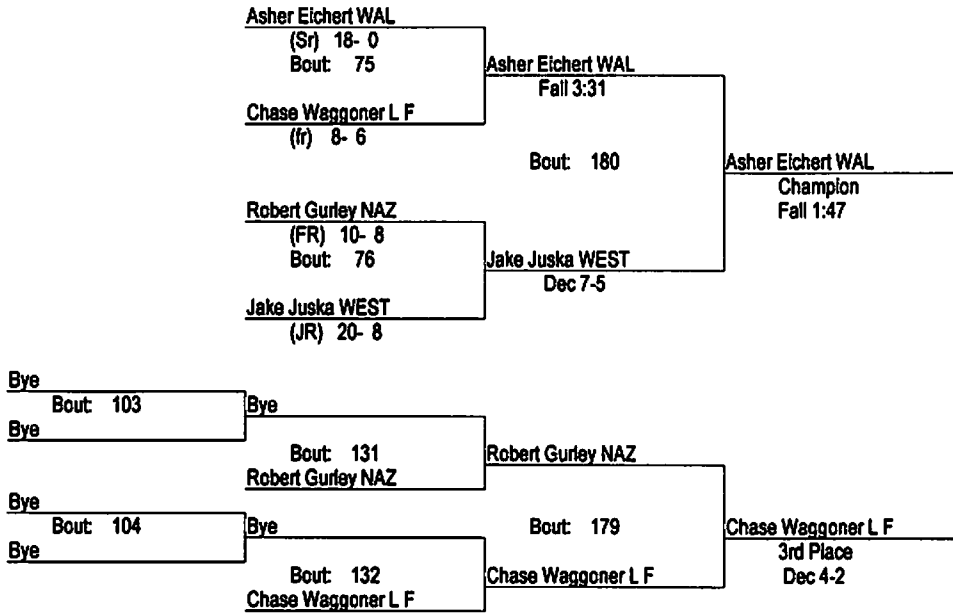 Asher Eichert WAL
(Sr) 18- 0
Bout: 75
Asher Eichert WAL
Fall 3:31
Chase Waggoner L F
(fr) 8- 6
Bout: 180
Asher Eichert WAL
Champion
Fall 1:47
Robert Gurley NAZ
(FR) 10- 8
Bout: 76
Jake Juska WEST
Dec 7-5
Jake Juska WEST
(JR) 20- 8
Bye
Bout: 103
Bye
Bye
Bout: 131
Robert Gurley NAZ
Robert Gurley NAZ
Bye
Bout: 104
Bye
Bye
Bout: 179
Chase Waggoner L F
3rd Place
Dec 4-2
Bout: 132
Chase Waggoner L F
Chase Waggoner L F